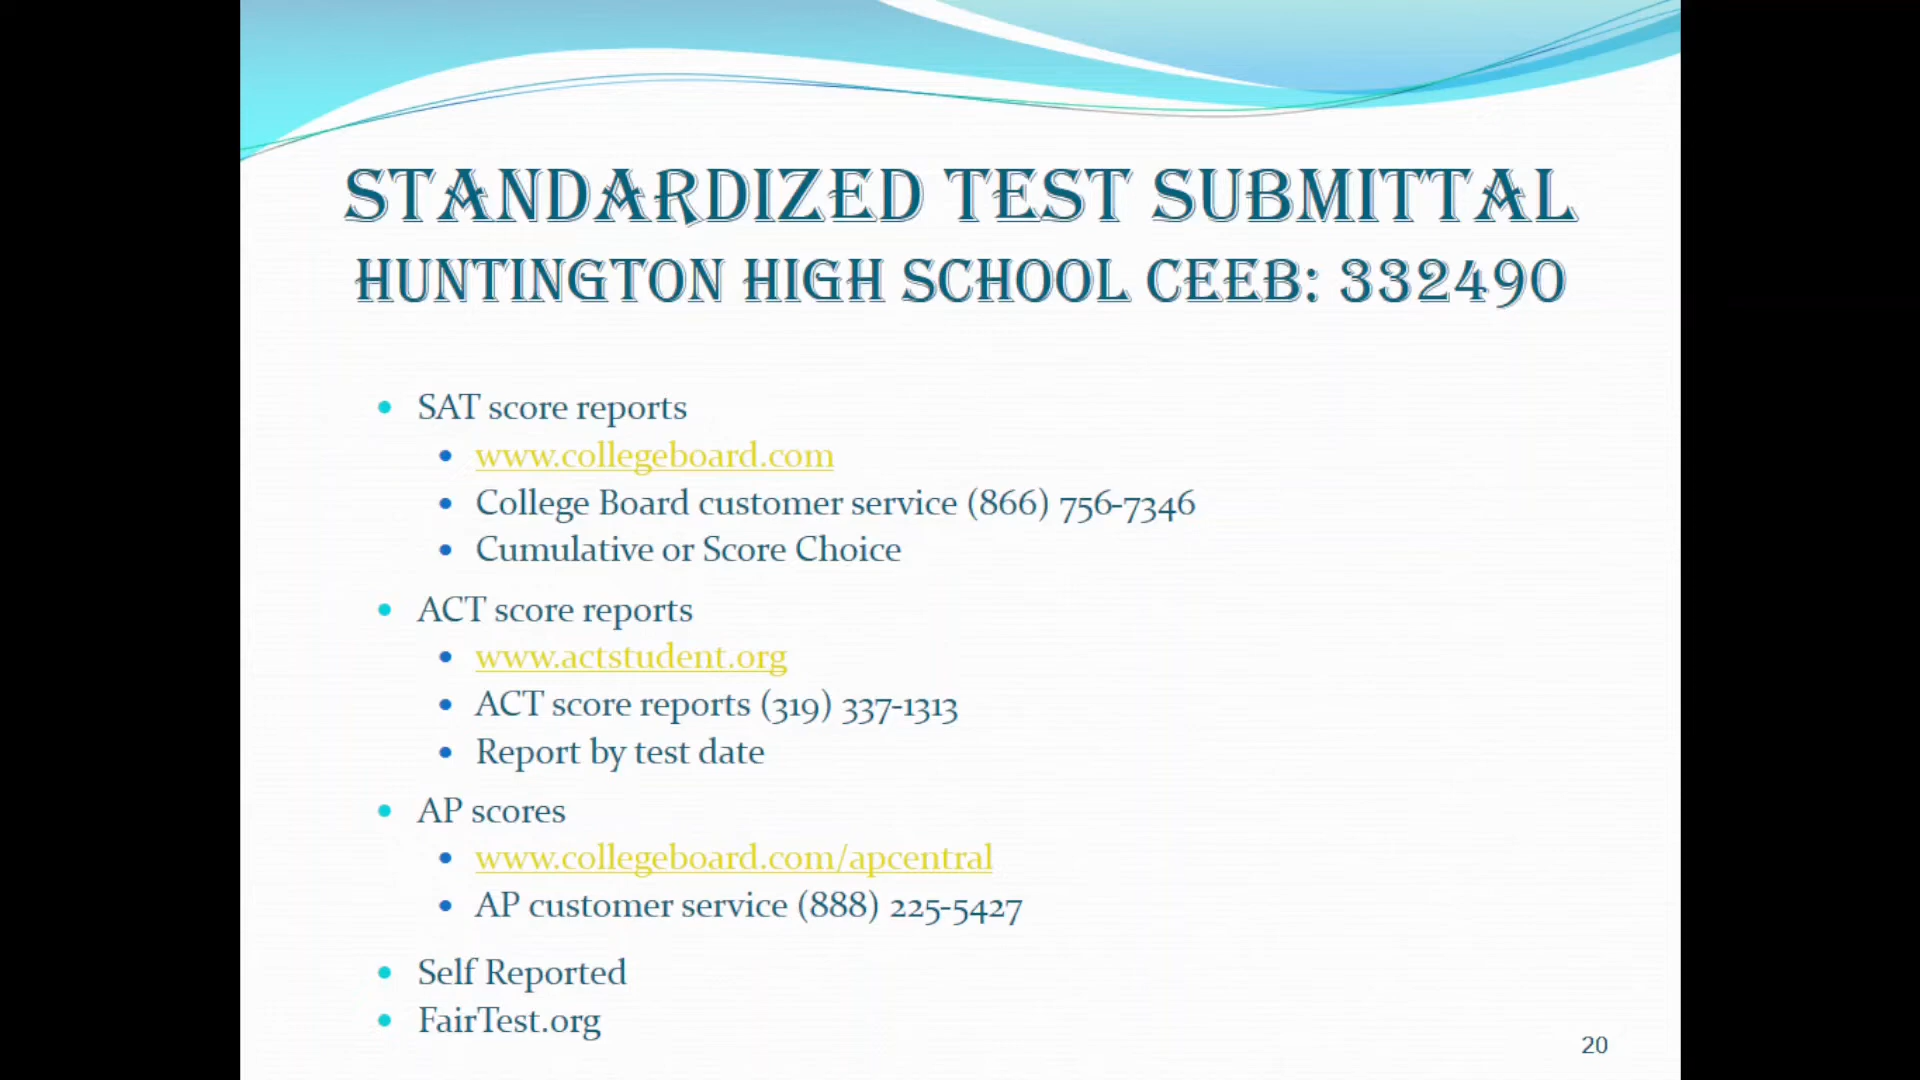 STANDARDIZED TEST SUBMITTAL
HUNTINGTON HIGH SCHOOL CEEB: 332490
• SAT score reports
• www.collegeboard.com
• College Board customer service (866) 756-7346
• Cumulative or Score Choice
• ACT score reports
• www.actstudent.org
• ACT score reports (319) 337-1313
• Report by test date
• AP scores
• www.collegeboard.com/apcentral
• AP customer service (888) 225-5427
• Self Reported
• FairTest.org
20